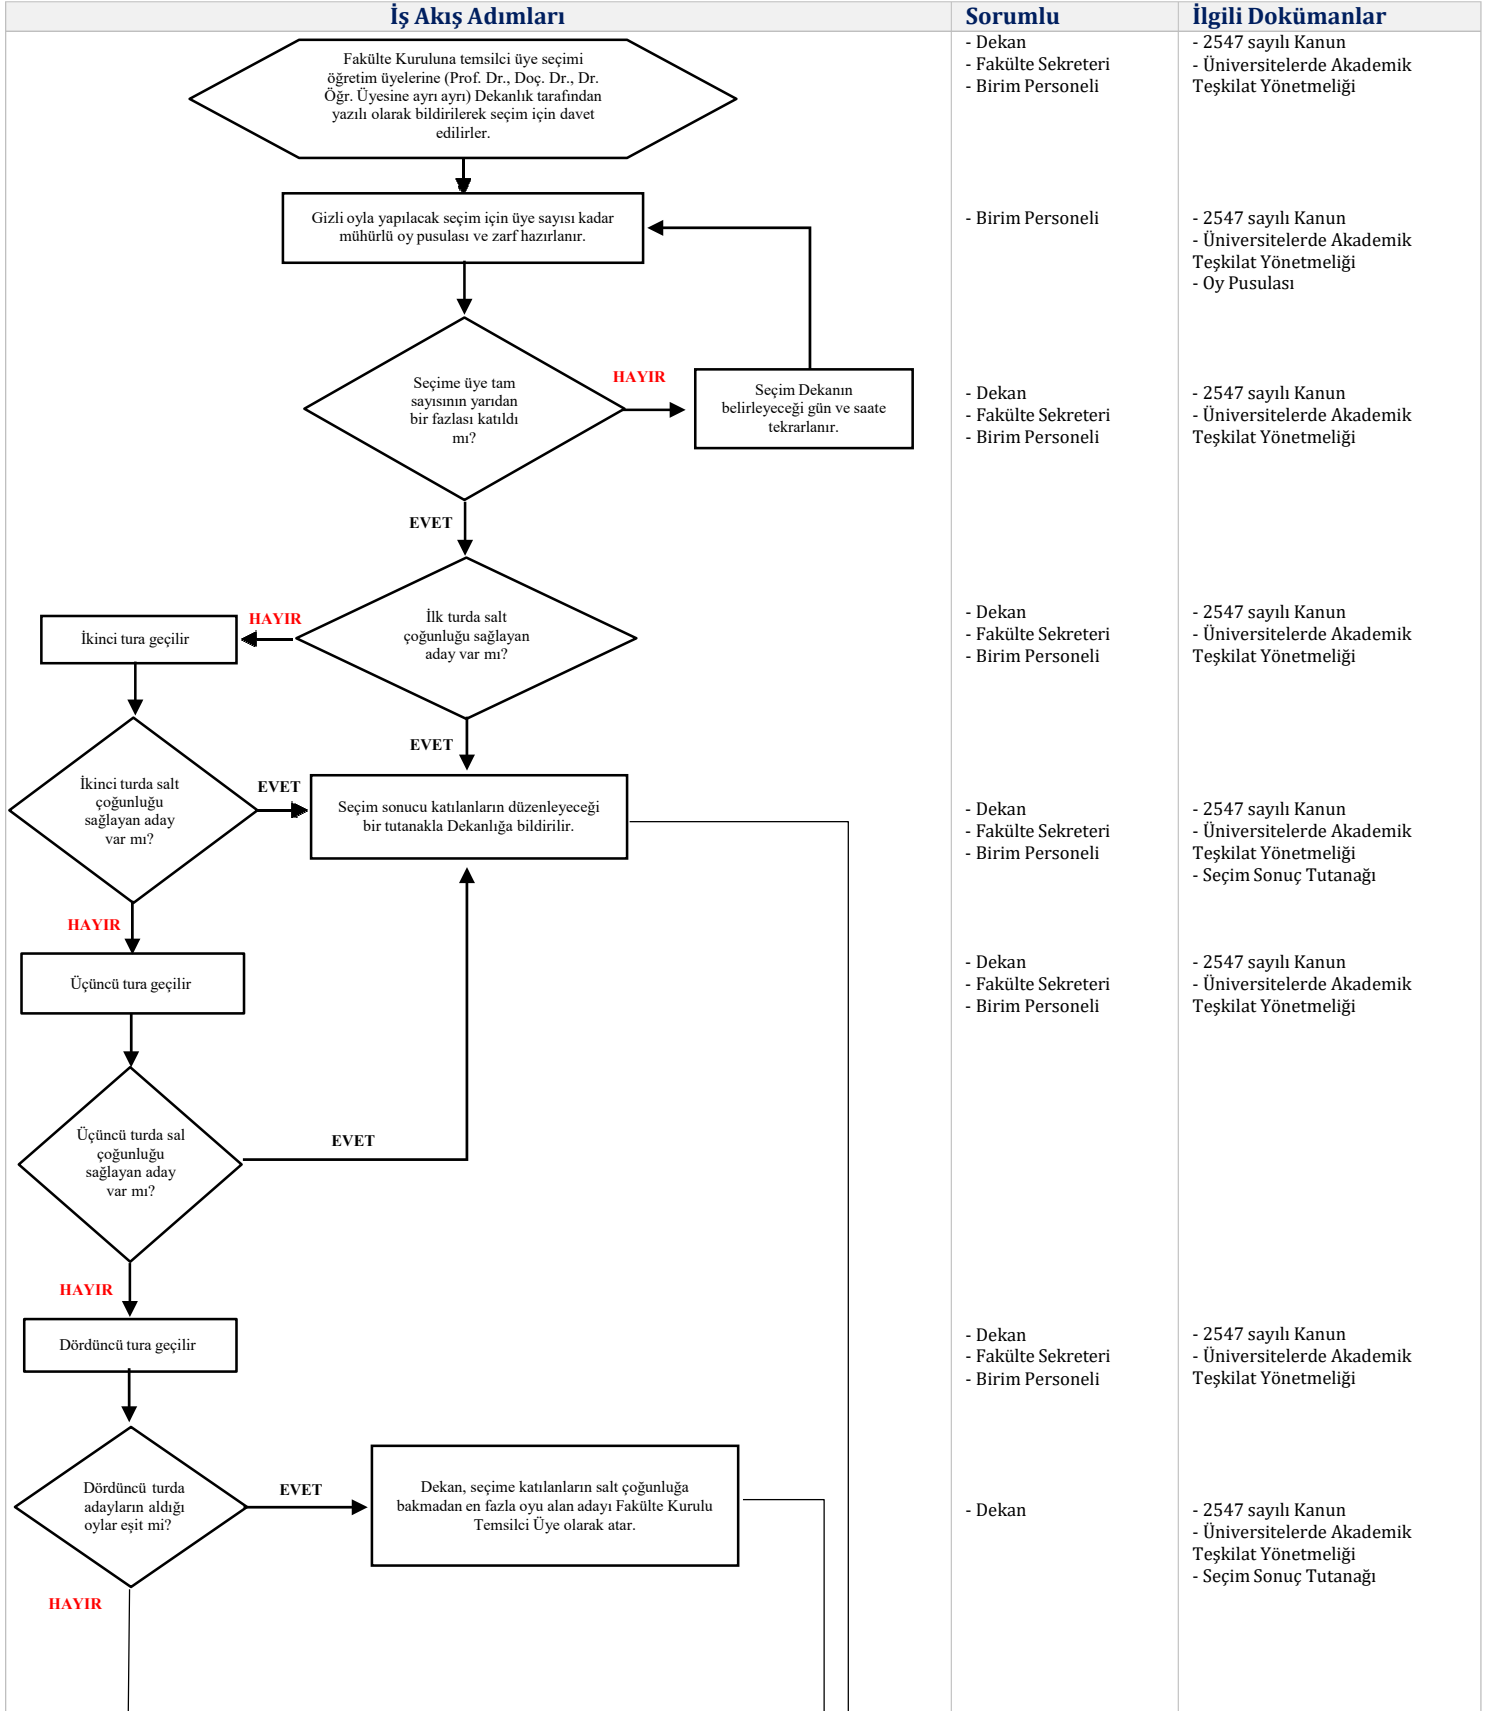 İş Akış Adımları
Sorumlu
İlgili Dokümanlar
Fakülte Kuruluna temsilci üye seçimi
öğretim üyelerine (Prof. Dr., Doç. Dr., Dr.
Öğr. Üyesine ayrı ayrı) Dekanlık tarafından
yazılı olarak bildirilerek seçim için davet
edilirler.
- Dekan
- Fakülte Sekreteri
- Birim Personeli
- 2547 sayılı Kanun
- Üniversitelerde Akademik
Teşkilat Yönetmeliği
Gizli oyla yapılacak seçim için üye sayısı kadar
mühürlü oy pusulası ve zarf hazırlanır.
- Birim Personeli
- 2547 sayılı Kanun
- Üniversitelerde Akademik
Teşkilat Yönetmeliği
- Oy Pusulası
Seçime üye tam
sayısının yarıdan
bir fazlası katıldı
mı?
HAYIR
Seçim Dekanın
belirleyeceği gün ve saate
tekrarlanır.
- Dekan
- Fakülte Sekreteri
- Birim Personeli
- 2547 sayılı Kanun
- Üniversitelerde Akademik
Teşkilat Yönetmeliği
EVET
İlk turda salt
çoğunluğu sağlayan
aday var mı?
HAYIR
İkinci tura geçilir
- Dekan
- Fakülte Sekreteri
- Birim Personeli
- 2547 sayılı Kanun
- Üniversitelerde Akademik
Teşkilat Yönetmeliği
EVET
İkinci turda salt
çoğunluğu
sağlayan aday
var mı?
EVET
Seçim sonucu katılanların düzenleyeceği
bir tutanakla Dekanlığa bildirilir.
- Dekan
- Fakülte Sekreteri
- Birim Personeli
- 2547 sayılı Kanun
- Üniversitelerde Akademik
Teşkilat Yönetmeliği
- Seçim Sonuç Tutanağı
HAYIR
Üçüncü tura geçilir
- Dekan
- Fakülte Sekreteri
- Birim Personeli
- 2547 sayılı Kanun
- Üniversitelerde Akademik
Teşkilat Yönetmeliği
Üçüncü turda sal
çoğunluğu
sağlayan aday
var mı?
EVET
HAYIR
Dördüncü tura geçilir
- Dekan
- Fakülte Sekreteri
- Birim Personeli
- 2547 sayılı Kanun
- Üniversitelerde Akademik
Teşkilat Yönetmeliği
Dördüncü turda
adayların aldığı
oylar eşit mi?
EVET
Dekan, seçime katılanların salt çoğunluğa
bakmadan en fazla oyu alan adayı Fakülte Kurulu
Temsilci Üye olarak atar.
- Dekan
- 2547 sayılı Kanun
- Üniversitelerde Akademik
Teşkilat Yönetmeliği
- Seçim Sonuç Tutanağı
HAYIR